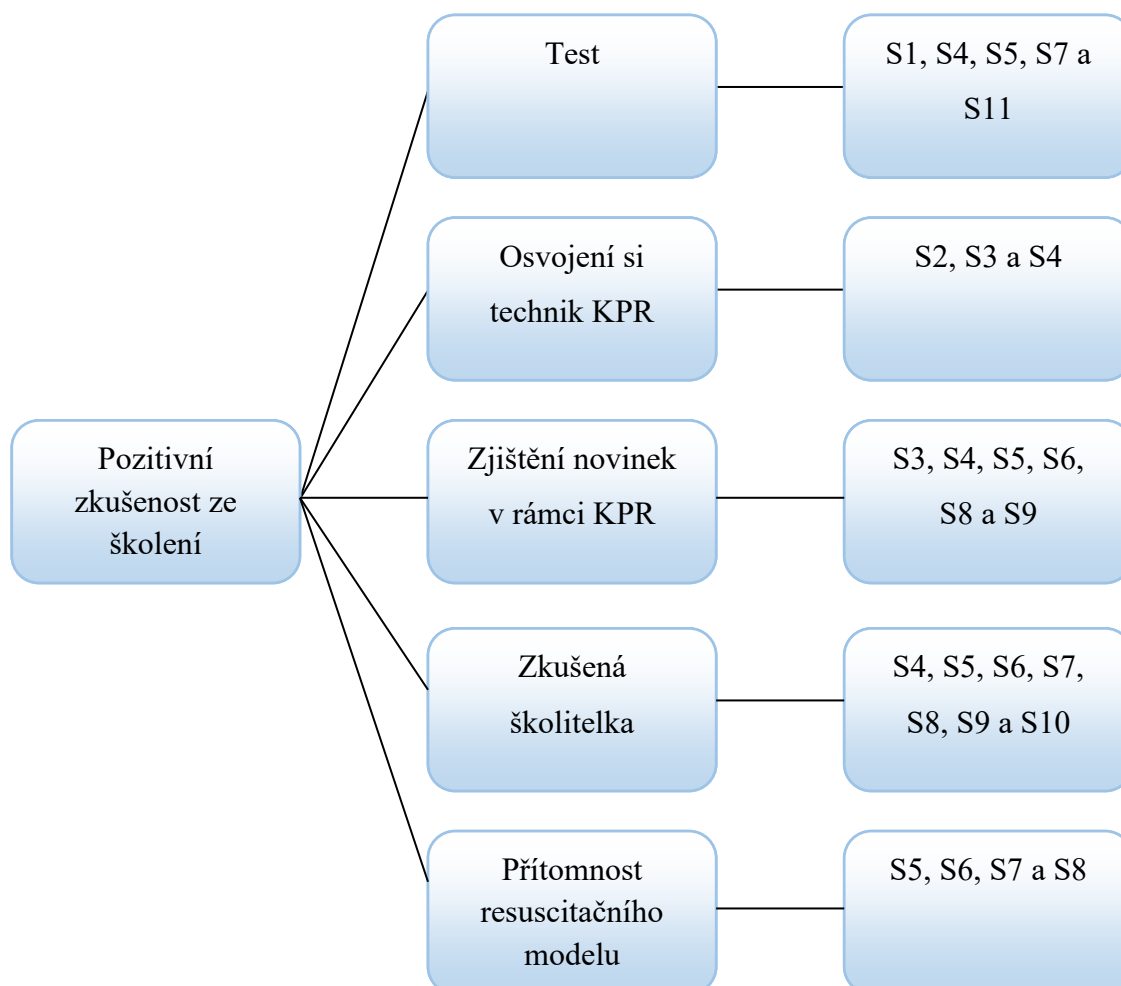 Test
S1, S4, S5, S7 a
S11
Osvojení si
technik KPR
S2, S3 a S4
Pozitivní
zkušenost ze
školení
Zjištění novinek
v rámci KPR
S3, S4, S5, S6,
S8 a S9
Zkušená
školitelka
S4, S5, S6, S7,
S8, S9 a S10
Přítomnost
resuscitačního
modelu
S5, S6, S7 a S8